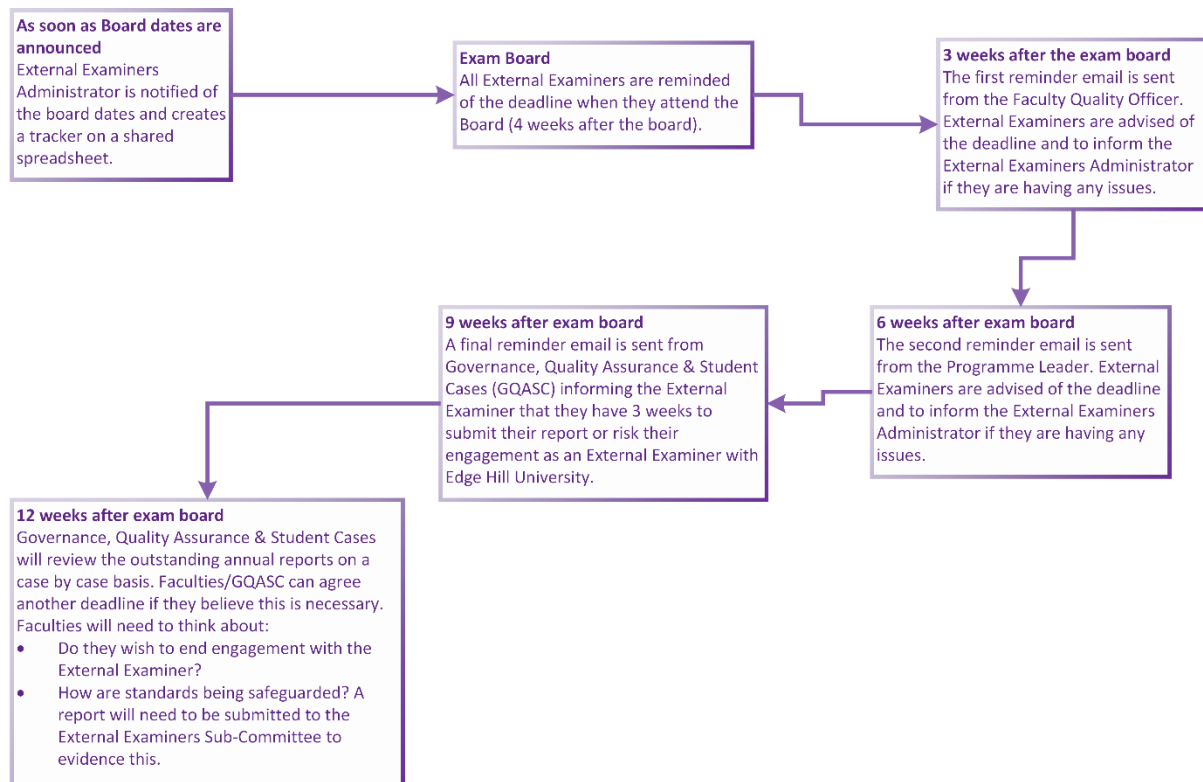 As soon as Board dates are
announced
External Examiners
Administrator is notified of
the board dates and creates
a tracker on a shared
spreadsheet.
Exam Board
All External Examiners are reminded
of the deadline when they attend the
Board (4 weeks after the board).
3 weeks after the exam board
The first reminder email is sent
from the Faculty Quality Officer.
External Examiners are advised of
the deadline and to inform the
External Examiners Administrator
if they are having any issues.
6 weeks after exam board
The second reminder email is sent
from the Programme Leader. External
Examiners are advised of the deadline
and to inform the External Examiners
Administrator if they are having any
issues.
9 weeks after exam board
A final reminder email is sent from
Governance, Quality Assurance & Student
Cases (GQASC) informing the External
Examiner that they have 3 weeks to
submit their report or risk their
engagement as an External Examiner with
Edge Hill University.
12 weeks after exam board
Governance, Quality Assurance & Student Cases
will review the outstanding annual reports on a
case by case basis. Faculties/GQASC can agree
another deadline if they believe this is necessary.
Faculties will need to think about:
• Do they wish to end engagement with the
External Examiner?
• How are standards being safeguarded? A
report will need to be submitted to the
External Examiners Sub-Committee to
evidence this.